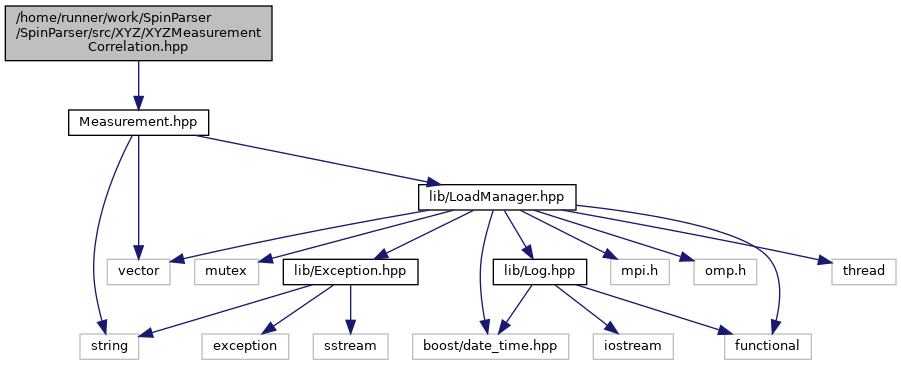 /home/runner/work/SpinParser
/SpinParser/src/XYZ/XYZMeasurement
Correlation.hpp
Measurement.hpp
lib/LoadManager.hpp
vector
mutex
lib/Exception.hpp
lib/Log.hpp
mpi.h
omp.h
thread
string
exception
sstream
boost/date_time.hpp
iostream
functional